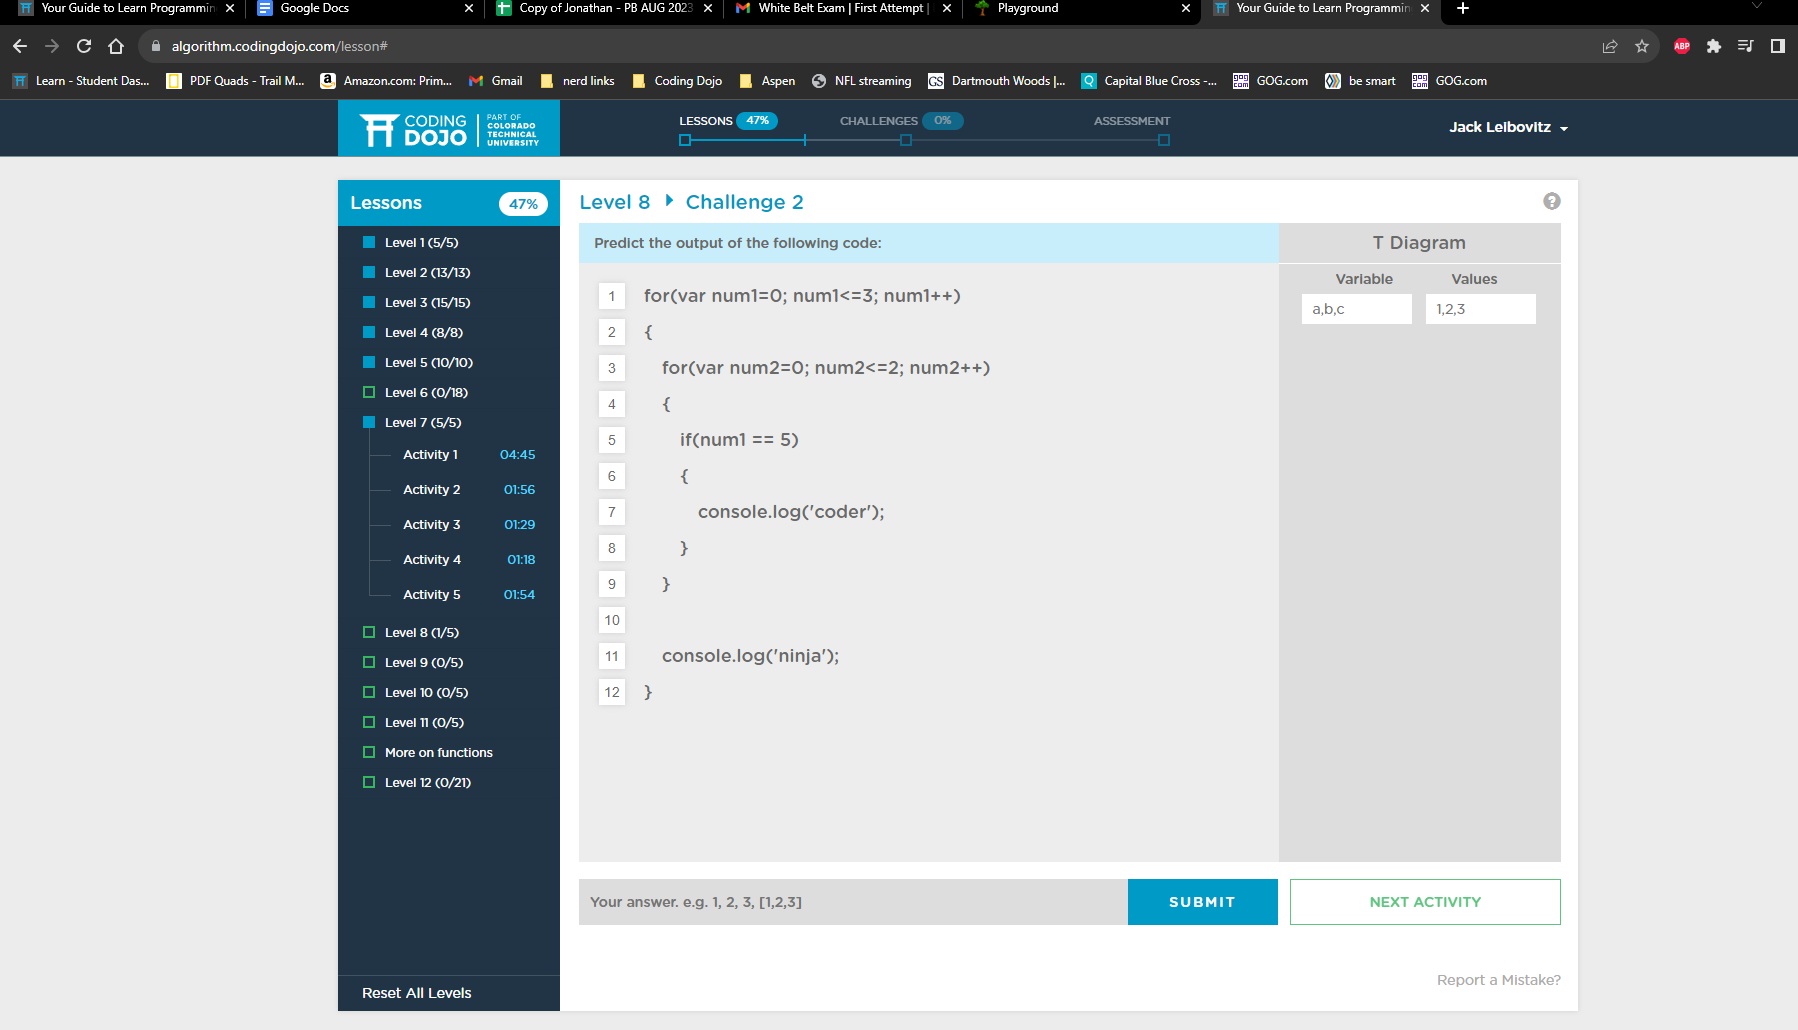 Your Guide to Learn Programmin
Google Docs
Copy of Jonathan - PB AUG 2023
White Belt Exam | First Attempt |
Playground
Your Guide to Learn Programmin
algorithm.codingdojo.com/lesson#
ABP
Learn - Student Das...
PDF Quads - Trail M...
Amazon.com: Prim...
Gmail
nerd links
Coding Dojo
Aspen
NFL streaming
GS
Dartmouth Woods |...
Capital Blue Cross -...
GOG.com
be smart
GOG.com
CODING DOJO
PART OF
COLORADO
TECHNICAL
UNIVERSITY
LESSONS 47%
CHALLENGES 0%
ASSESSMENT
Jack Leibovitz
Lessons 47%
Level 1 (5/5)
Level 2 (13/13)
Level 3 (15/15)
Level 4 (8/8)
Level 5 (10/10)
Level 6 (0/18)
Level 7 (5/5)
Activity 1 04:45
Activity 2 01:56
Activity 3 01:29
Activity 4 01:18
Activity 5 01:54
Level 8 (1/5)
Level 9 (0/5)
Level 10 (0/5)
Level 11 (0/5)
More on functions
Level 12 (0/21)
Reset All Levels
Level 8 Challenge 2
?
Predict the output of the following code:
1 for(var num1=0; num1<=3; num1++)
2 {
3 for(var num2=0; num2<=2; num2++)
4 {
5 if(num1 == 5)
6 {
7 console.log('coder');
8 }
9 }
10
11 console.log('ninja');
12 }
T Diagram
Variable Values
a,b,c 1,2,3
Your answer. e.g. 1, 2, 3, [1,2,3]
SUBMIT
NEXT ACTIVITY
Report a Mistake?